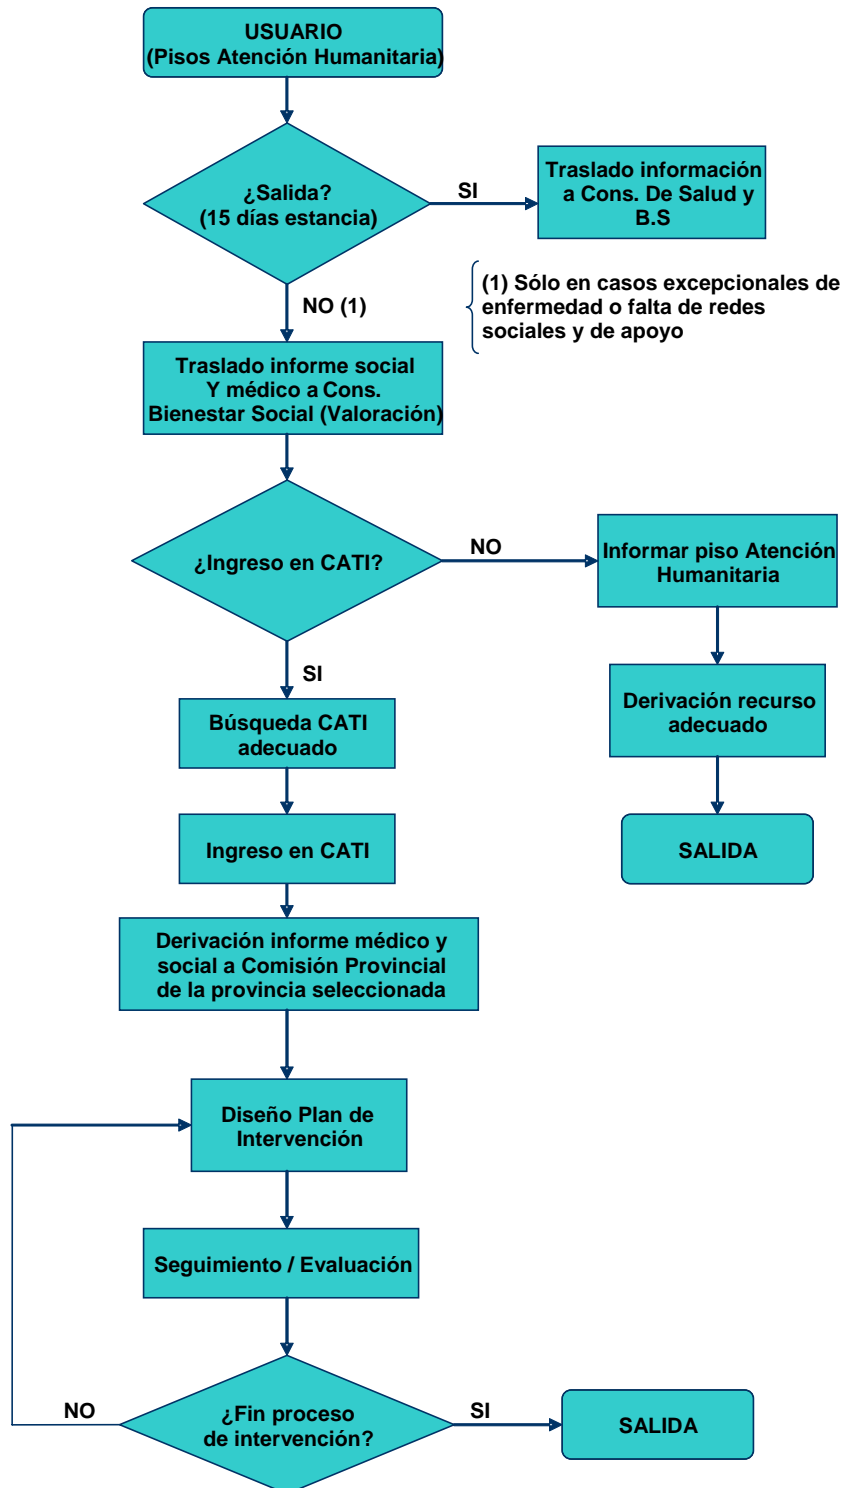 USUARIO
(Pisos Atención Humanitaria)
¿Salida?
(15 días estancia)
SI
Traslado información
a Cons. De Salud y
B.S
NO (1)
(1) Sólo en casos excepcionales de
enfermedad o falta de redes
sociales y de apoyo
Traslado informe social
Y médico a Cons.
Bienestar Social (Valoración)
¿Ingreso en CATI?
NO
Informar piso Atención
Humanitaria
SI
Derivación recurso
adecuado
Búsqueda CATI
adecuado
Ingreso en CATI
SALIDA
Derivación informe médico y
social a Comisión Provincial
de la provincia seleccionada
Diseño Plan de
Intervención
Seguimiento / Evaluación
NO
¿Fin proceso
de intervención?
SI
SALIDA